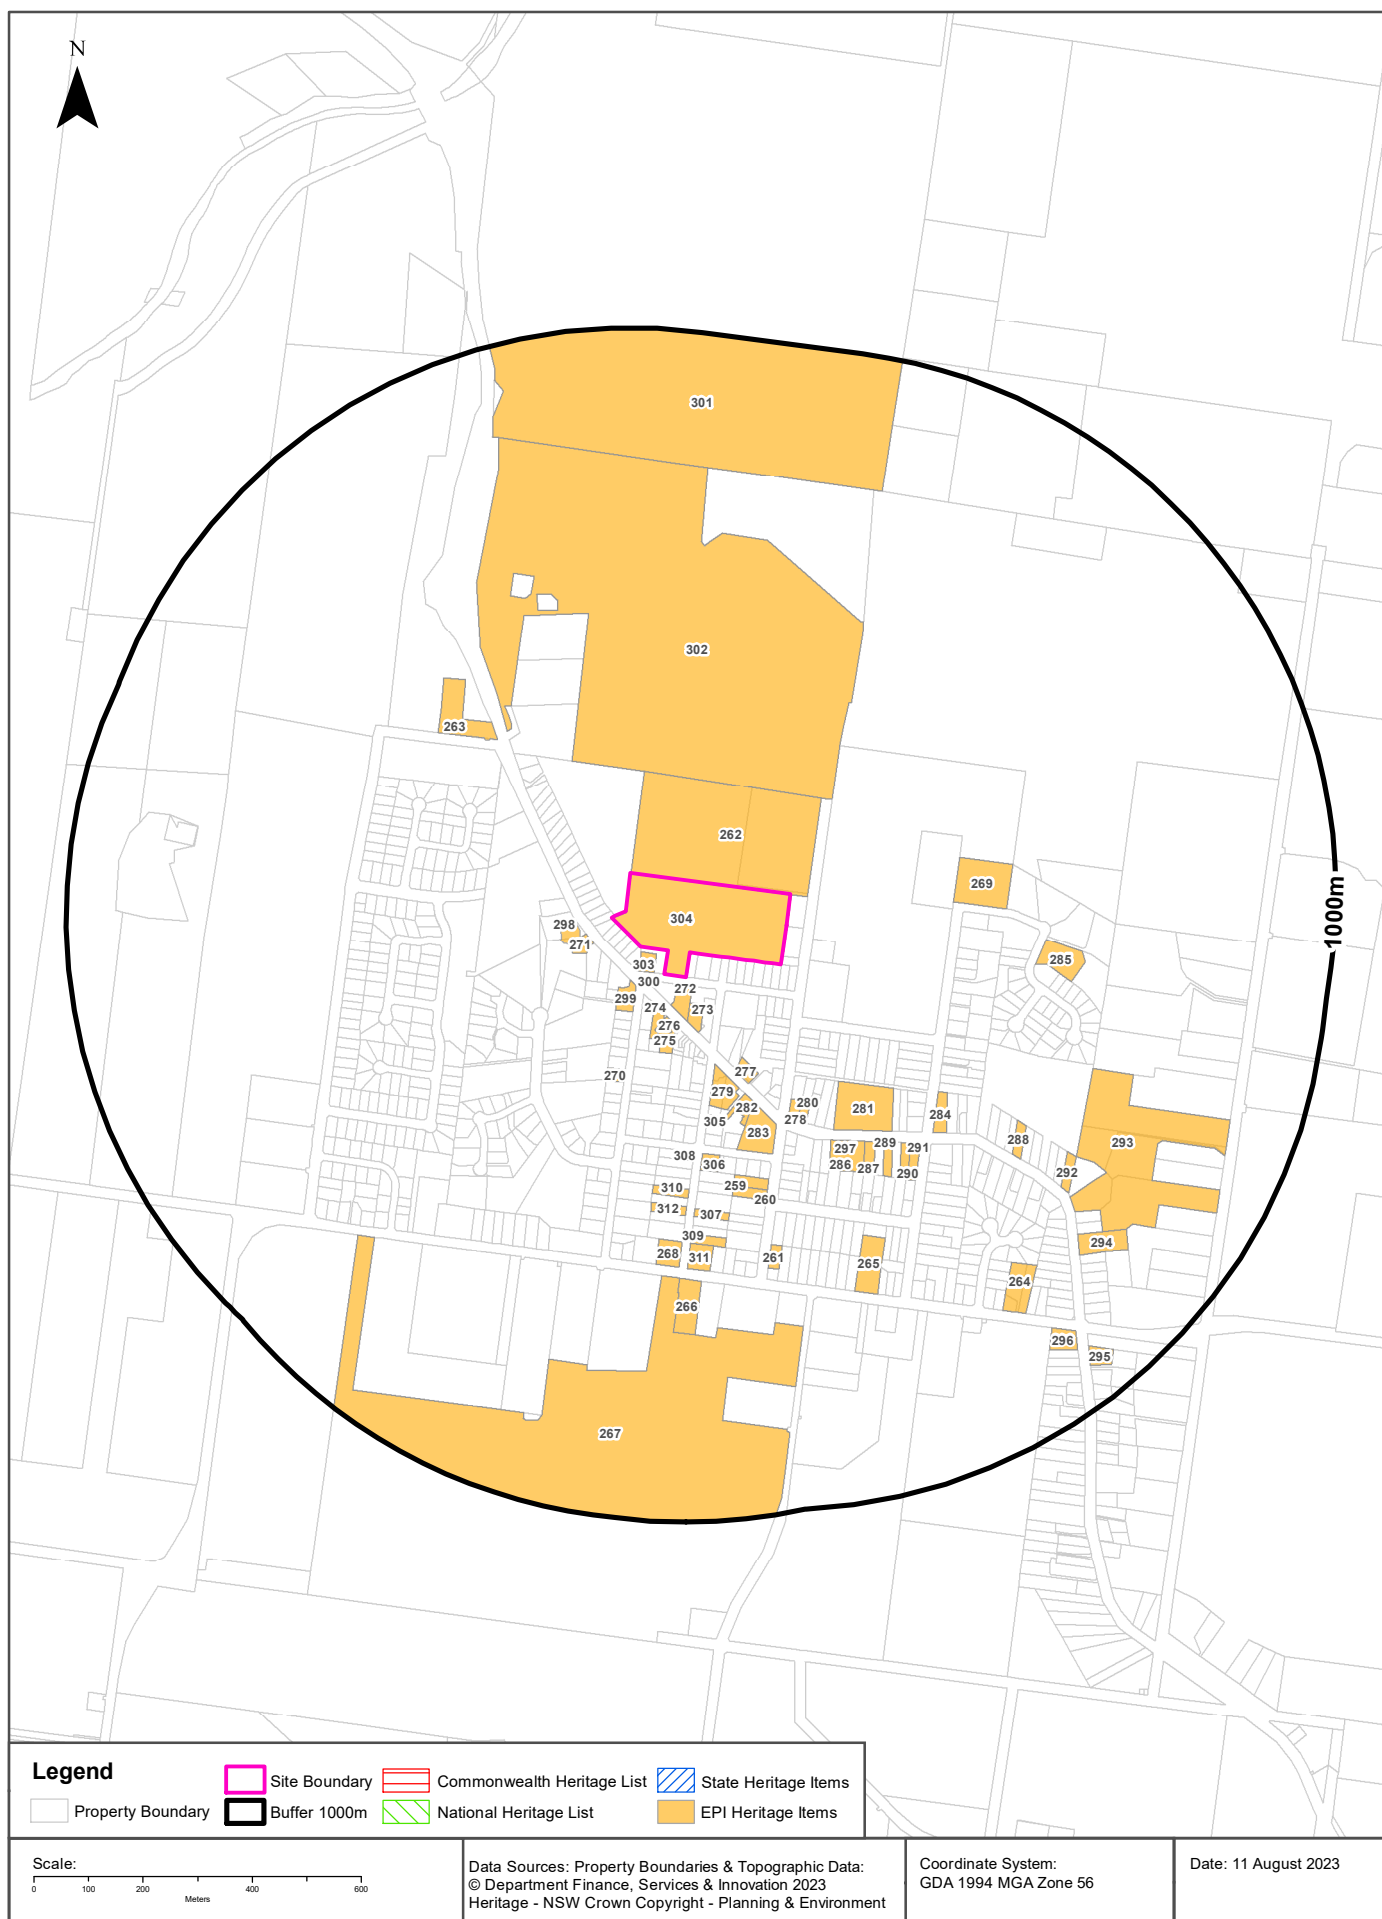 N
301
302
263
262
304
269
298
271
285
303
300
272
299
274
273
276
275
277
270
279
280
281
282
284
305
278
283
288
293
297
289
291
308
306
286
287
290
292
310
259
260
312
307
309
294
268
311
261
265
264
266
296
295
267
1000m
Legend
Site Boundary
Commonwealth Heritage List
State Heritage Items
Property Boundary
Buffer 1000m
National Heritage List
EPI Heritage Items
Scale:
0 100 200 400 600
Meters
Data Sources: Property Boundaries & Topographic Data:
© Department Finance, Services & Innovation 2023
Heritage - NSW Crown Copyright - Planning & Environment
Coordinate System:
GDA 1994 MGA Zone 56
Date: 11 August 2023